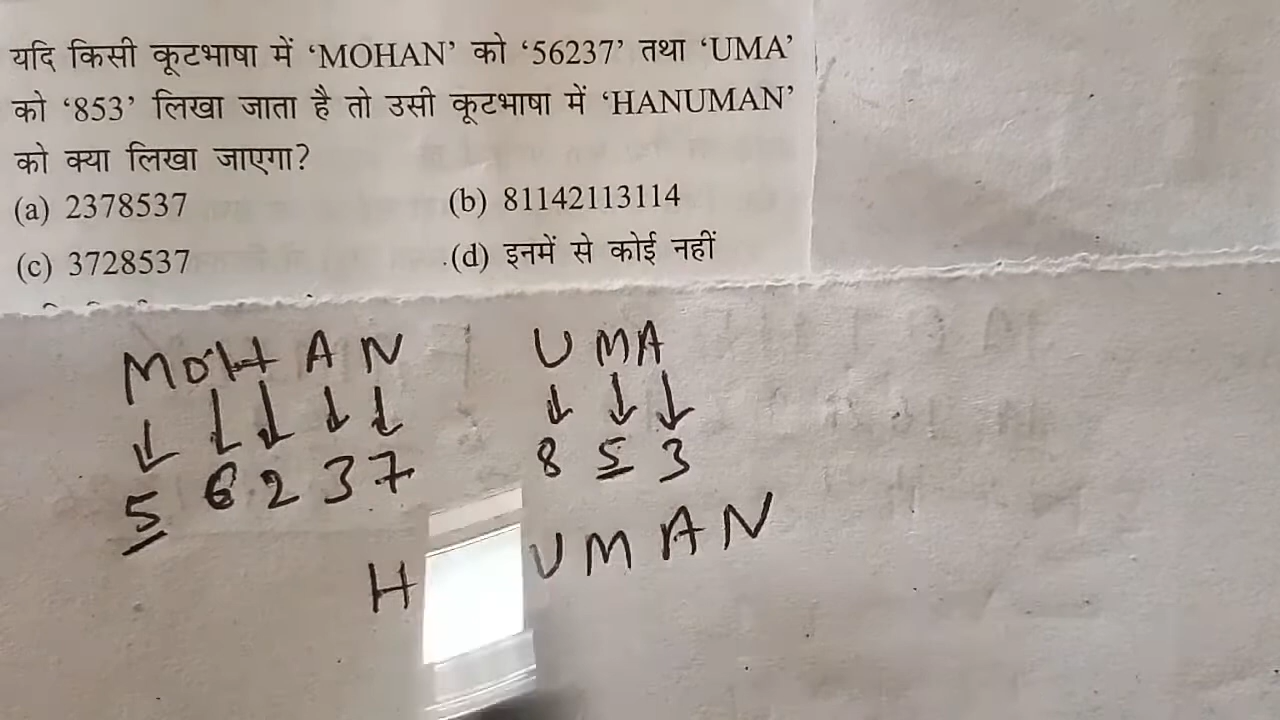 यदि किसी कूटभाषा में ‘MOHAN’ को ‘56237’ तथा ‘UMA’
को ‘853’ लिखा जाता है तो उसी कूटभाषा में ‘HANUMAN’
को क्या लिखा जाएगा?
(a) 2378537 (b) 81142113114
(c) 3728537 (d) इनमें से कोई नहीं
MOHAN UMA
5 6 2 3 7 8 5 3
H UMAN